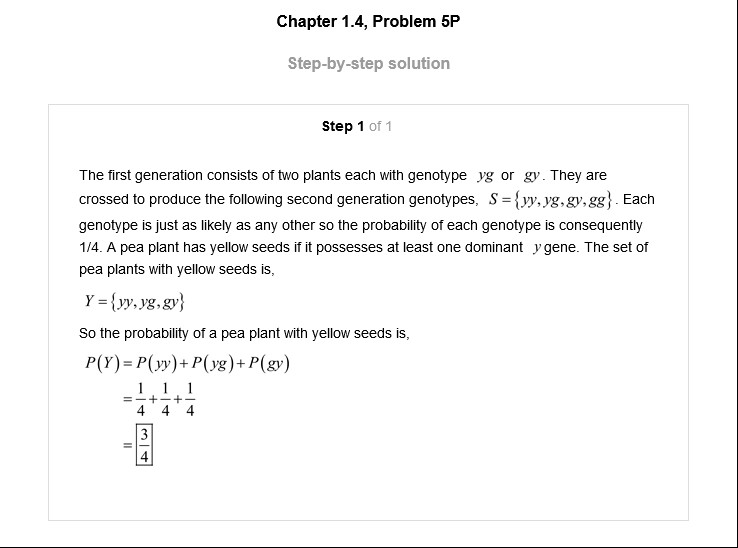 Chapter 1.4, Problem 5P
Step-by-step solution
Step 1 of 1
The first generation consists of two plants each with genotype yg or gy. They are
crossed to produce the following second generation genotypes, S = {yy, yg, gy, gg}. Each
genotype is just as likely as any other so the probability of each genotype is consequently
1/4. A pea plant has yellow seeds if it possesses at least one dominant y gene. The set of
pea plants with yellow seeds is,
Y = {yy, yg, gy}
So the probability of a pea plant with yellow seeds is,
P(Y) = P(yy) + P(yg) + P(gy)
= 1/4 + 1/4 + 1/4
= 3/4